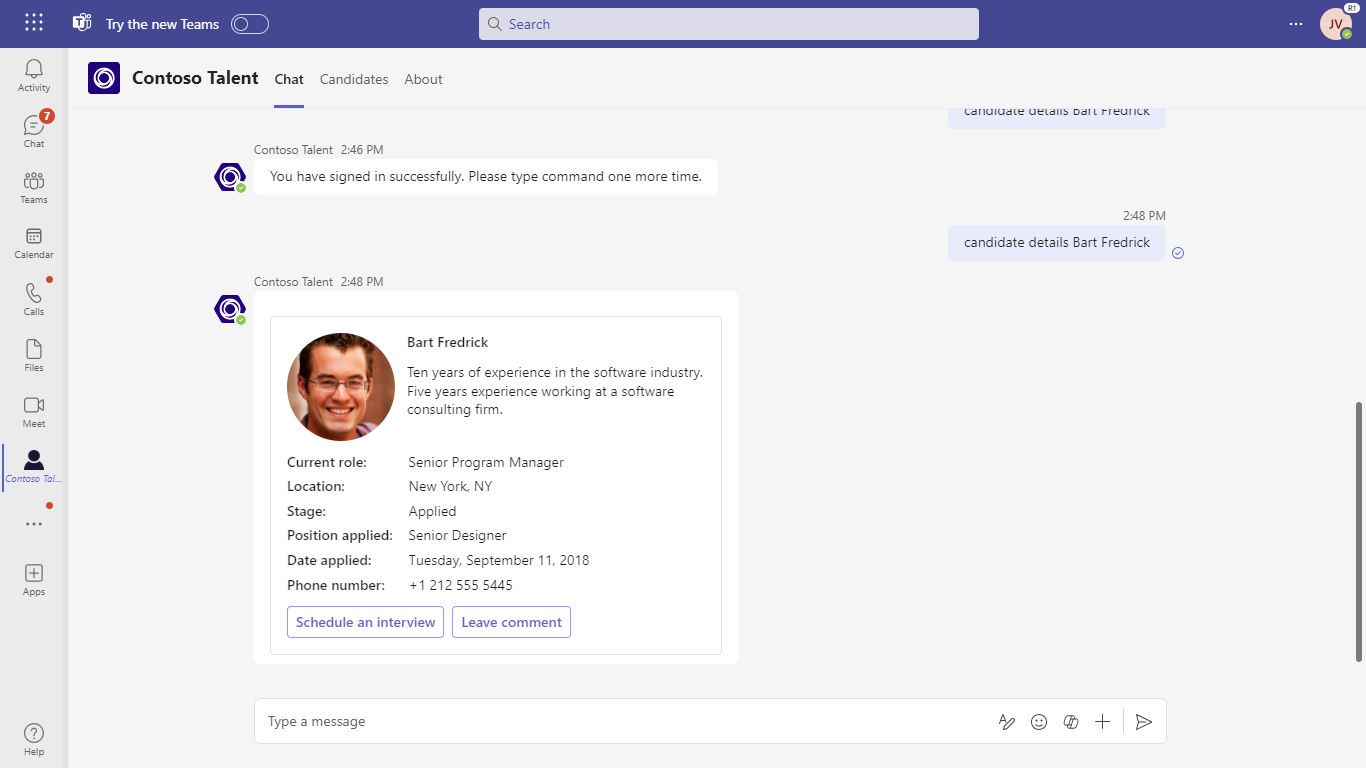 Try the new Teams
Search
R1
JV
Activity
7
Chat
Teams
Calendar
Calls
Files
Meet
Contoso Tal...
Apps
Help
Contoso Talent Chat Candidates About
candidate details Bart Fredrick
Contoso Talent 2:46 PM
You have signed in successfully. Please type command one more time.
2:48 PM
candidate details Bart Fredrick
Contoso Talent 2:48 PM
Bart Fredrick
Ten years of experience in the software industry.
Five years experience working at a software
consulting firm.
Current role: Senior Program Manager
Location: New York, NY
Stage: Applied
Position applied: Senior Designer
Date applied: Tuesday, September 11, 2018
Phone number: +1 212 555 5445
Schedule an interview Leave comment
Type a message